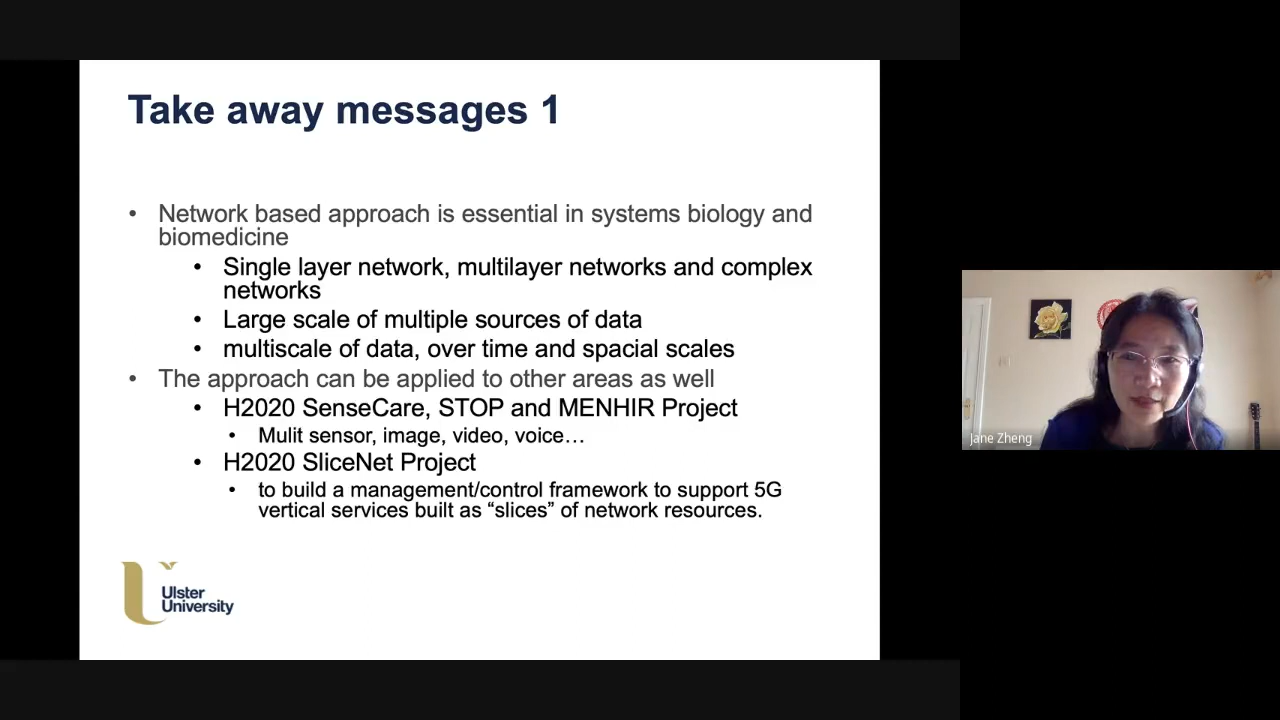 Take away messages 1
• Network based approach is essential in systems biology and
biomedicine
• Single layer network, multilayer networks and complex
networks
• Large scale of multiple sources of data
• multiscale of data, over time and spacial scales
• The approach can be applied to other areas as well
• H2020 SenseCare, STOP and MENHIR Project
• Mulit sensor, image, video, voice…
• H2020 SliceNet Project
• to build a management/control framework to support 5G
vertical services built as “slices” of network resources.
Ulster
University
Jane Zheng